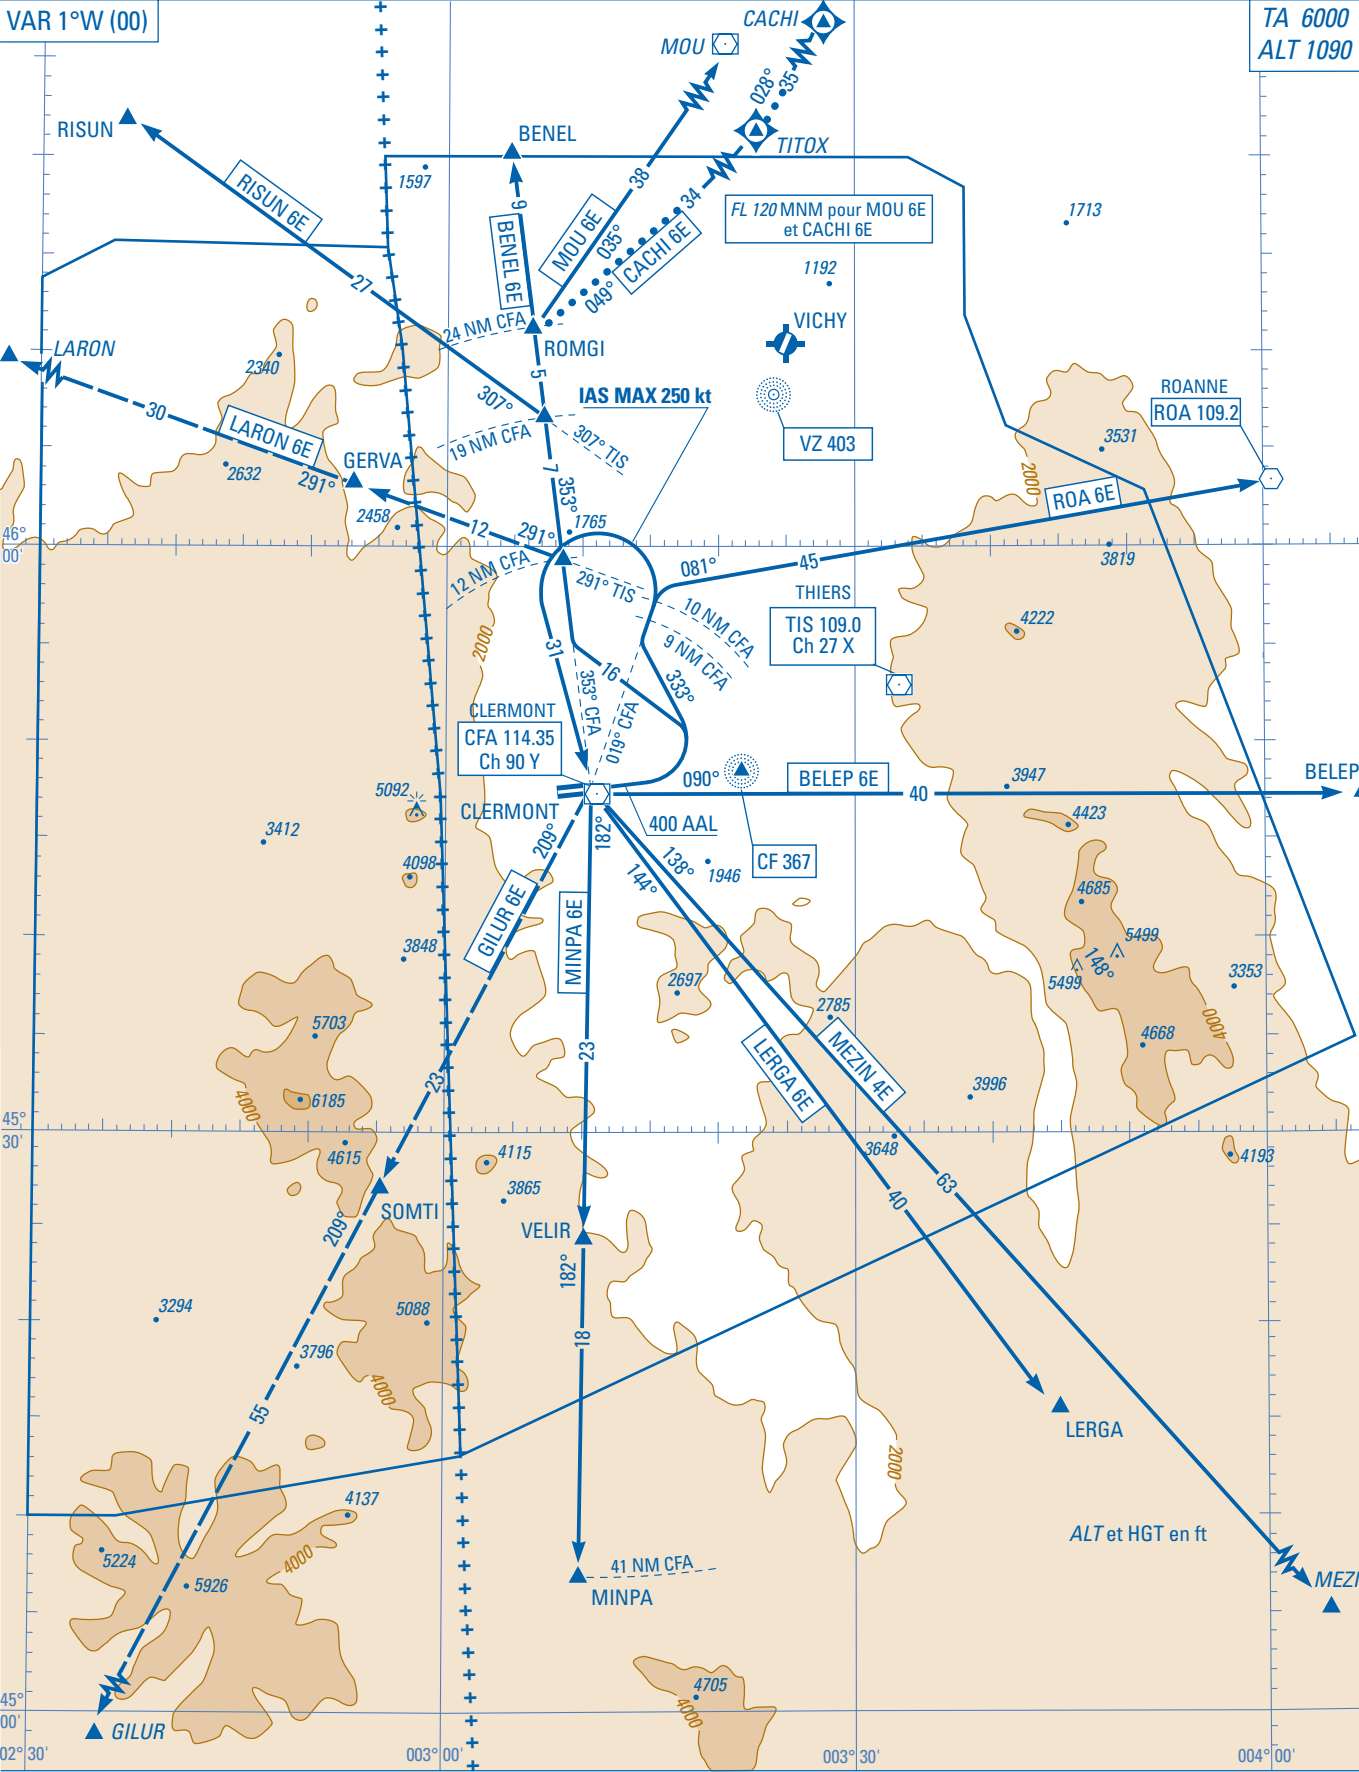 VAR 1°W (00)
CACHI
TA 6000
ALT 1090
MOU
028°
35
RISUN
BENEL
TITOX
1597
38
34
9
RISUN 6E
BENEL 6E
MOU 6E
035°
CACHI 6E
049°
FL 120 MNM pour MOU 6E
et CACHI 6E
1713
1192
27
24 NM CFA
ROMGI
VICHY
LARON
2340
5
307°
IAS MAX 250 kt
ROANNE
ROA 109.2
30
LARON 6E
19 NM CFA
307° TIS
VZ 403
3531
GERVA
2632
291°
7
353°
2000
ROA 6E
2458
12
291°
1765
46°
00'
12 NM CFA
291° TIS
081°
45
3819
10 NM CFA
9 NM CFA
THIERS
TIS 109.0
Ch 27 X
4222
2000
31
16
333°
353° CFA
019° CFA
CLERMONT
CFA 114.35
Ch 90 Y
090°
BELEP 6E
40
BELEP
3947
5092
CLERMONT
4423
3412
400 AAL
209°
182°
138°
144°
1946
CF 367
4098
4685
GILUR 6E
MINPA 6E
3848
5499
148°
5499
3353
2697
2785
5703
4000
4668
23
23
LERGA 6E
MEZIN 4E
4000
6185
3996
45°
30'
4615
4115
3865
3648
4193
63
40
SOMTI
209°
VELIR
182°
3294
5088
18
3796
4000
55
LERGA
2000
4137
5224
4000
5926
ALT et HGT en ft
41 NM CFA
MINPA
MEZI
4705
4000
45°
00'
GILUR
02°30'
003°00'
003°30'
004°00'